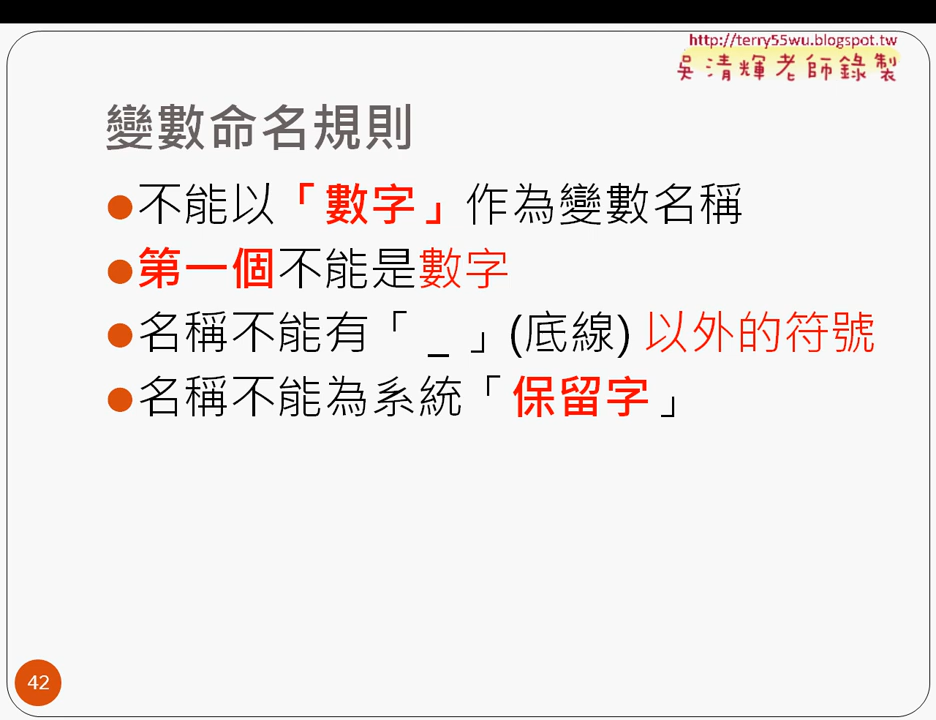 http://terry55wu.blogspot.tw
吳清輝老師錄製
變數命名規則
●不能以「數字」作為變數名稱
●第一個不能是數字
●名稱不能有「 _ 」(底線) 以外的符號
●名稱不能為系統「保留字」
42